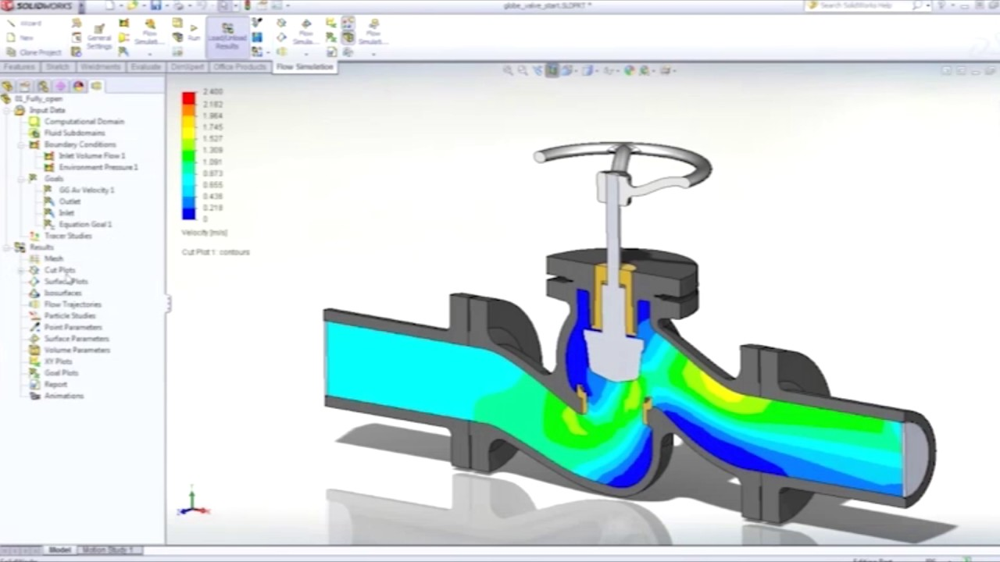 SOLIDWORKS
globe_valve_start.SLDPRT *
Search SolidWorks Help
Wizard
New
Clone Project
General Settings
Flow Simulati...
Run
Load/Unload Results
Flow Simula...
Flow Simulati...
Features Sketch Weldments Evaluate DimXpert Office Products Flow Simulation
01_Fully_open
Input Data
Computational Domain
Fluid Subdomains
Boundary Conditions
Inlet Volume Flow 1
Environment Pressure 1
Goals
GG Av Velocity 1
Outlet
Inlet
Equation Goal 1
Tracer Studies
Results
Mesh
Cut Plots
Surface Plots
Isosurfaces
Flow Trajectories
Particle Studies
Point Parameters
Surface Parameters
Volume Parameters
XY Plots
Goal Plots
Report
Animations
2.400
2.182
1.964
1.745
1.527
1.309
1.091
0.873
0.655
0.436
0.218
0
Velocity [m/s]
Cut Plot 1: contours
Model Motion Study 1